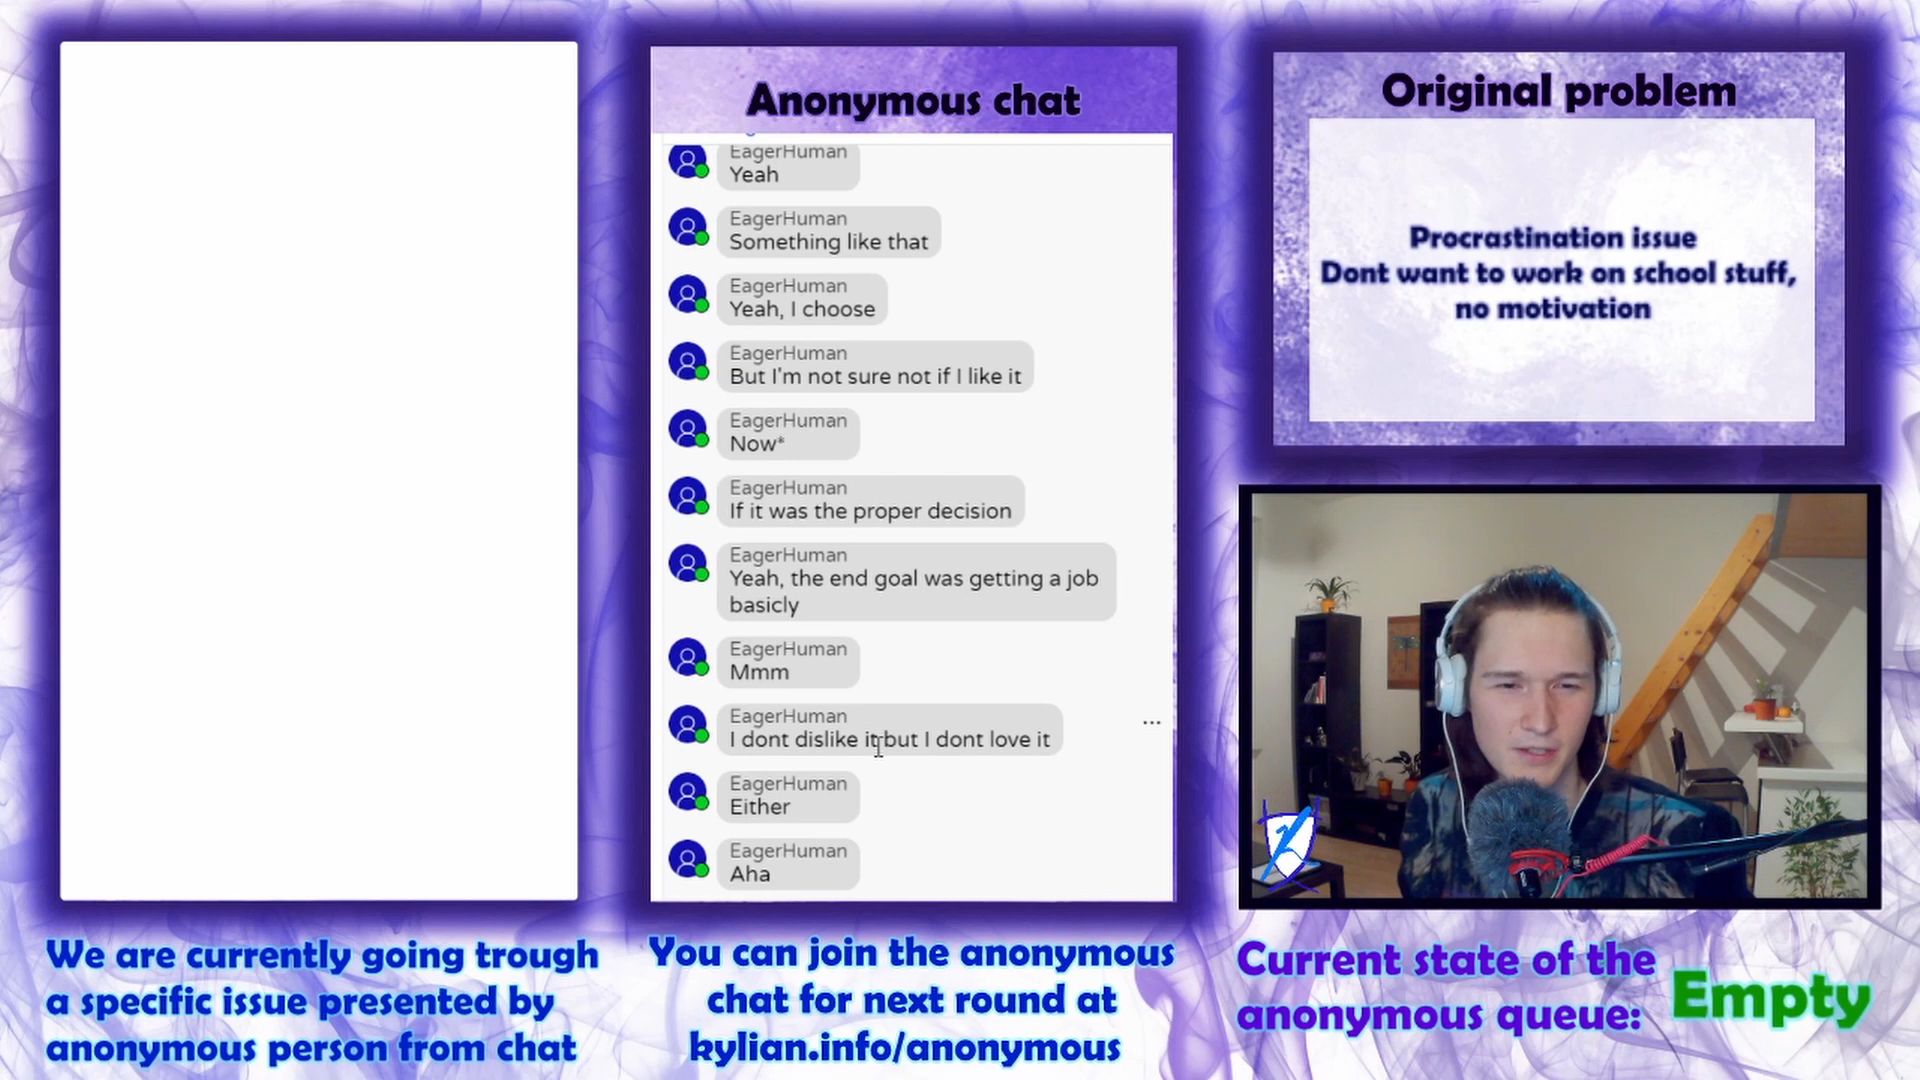 Anonymous chat
EagerHuman
Yeah
EagerHuman
Something like that
EagerHuman
Yeah, I choose
EagerHuman
But I'm not sure not if I like it
EagerHuman
Now*
EagerHuman
If it was the proper decision
EagerHuman
Yeah, the end goal was getting a job
basicly
EagerHuman
Mmm
EagerHuman
I dont dislike it but I dont love it
EagerHuman
Either
EagerHuman
Aha
Original problem
Procrastination issue
Dont want to work on school stuff,
no motivation
We are currently going trough
a specific issue presented by
anonymous person from chat
You can join the anonymous
chat for next round at
kylian.info/anonymous
Current state of the
anonymous queue:
Empty